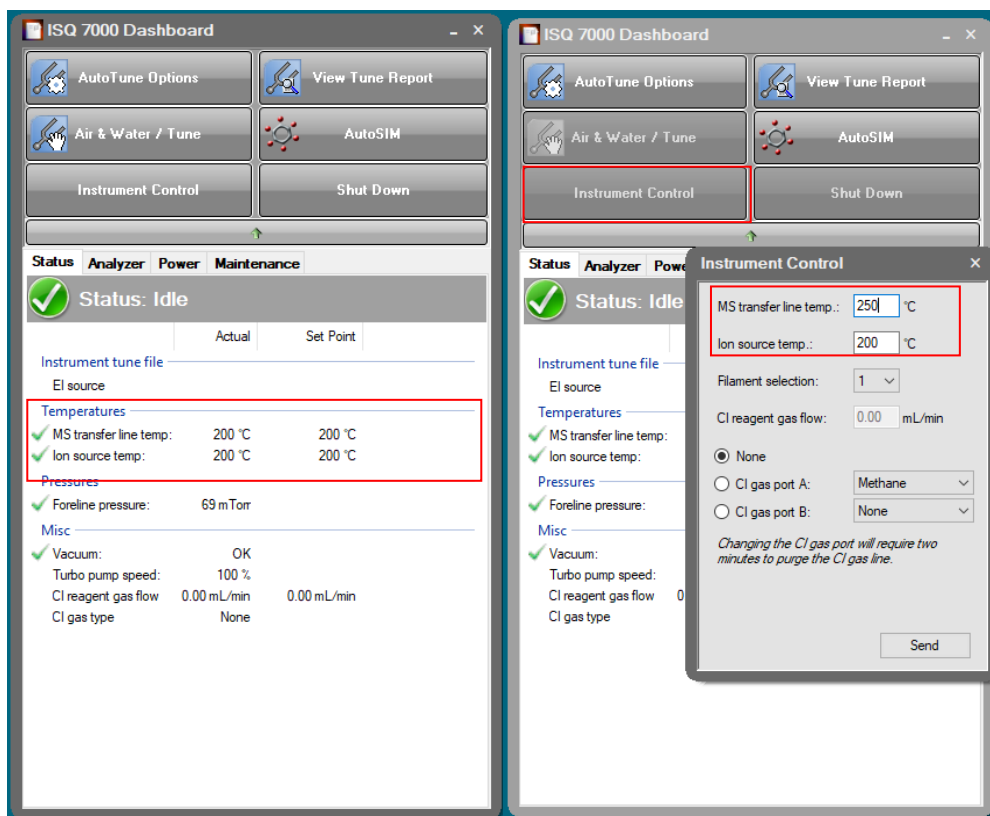 ISQ 7000 Dashboard
AutoTune Options
View Tune Report
Air & Water / Tune
AutoSIM
Instrument Control
Shut Down
Status Analyzer Power Maintenance
Status: Idle
Actual Set Point
Instrument tune file
EI source
Temperatures
MS transfer line temp: 200 °C 200 °C
Ion source temp: 200 °C 200 °C
Pressures
Foreline pressure: 69 mTorr
Misc
Vacuum: OK
Turbo pump speed: 100 %
CI reagent gas flow 0.00 mL/min 0.00 mL/min
CI gas type None
ISQ 7000 Dashboard
AutoTune Options
View Tune Report
Air & Water / Tune
AutoSIM
Instrument Control
Shut Down
Status Analyzer Powe
Status: Idle
Instrument tune file
EI source
Temperatures
MS transfer line temp:
Ion source temp:
Pressures
Foreline pressure:
Misc
Vacuum:
Turbo pump speed:
CI reagent gas flow 0
CI gas type
Instrument Control
MS transfer line temp.: 250 °C
Ion source temp.: 200 °C
Filament selection: 1
CI reagent gas flow: 0.00 mL/min
None
CI gas port A: Methane
CI gas port B: None
Changing the CI gas port will require two
minutes to purge the CI gas line.
Send